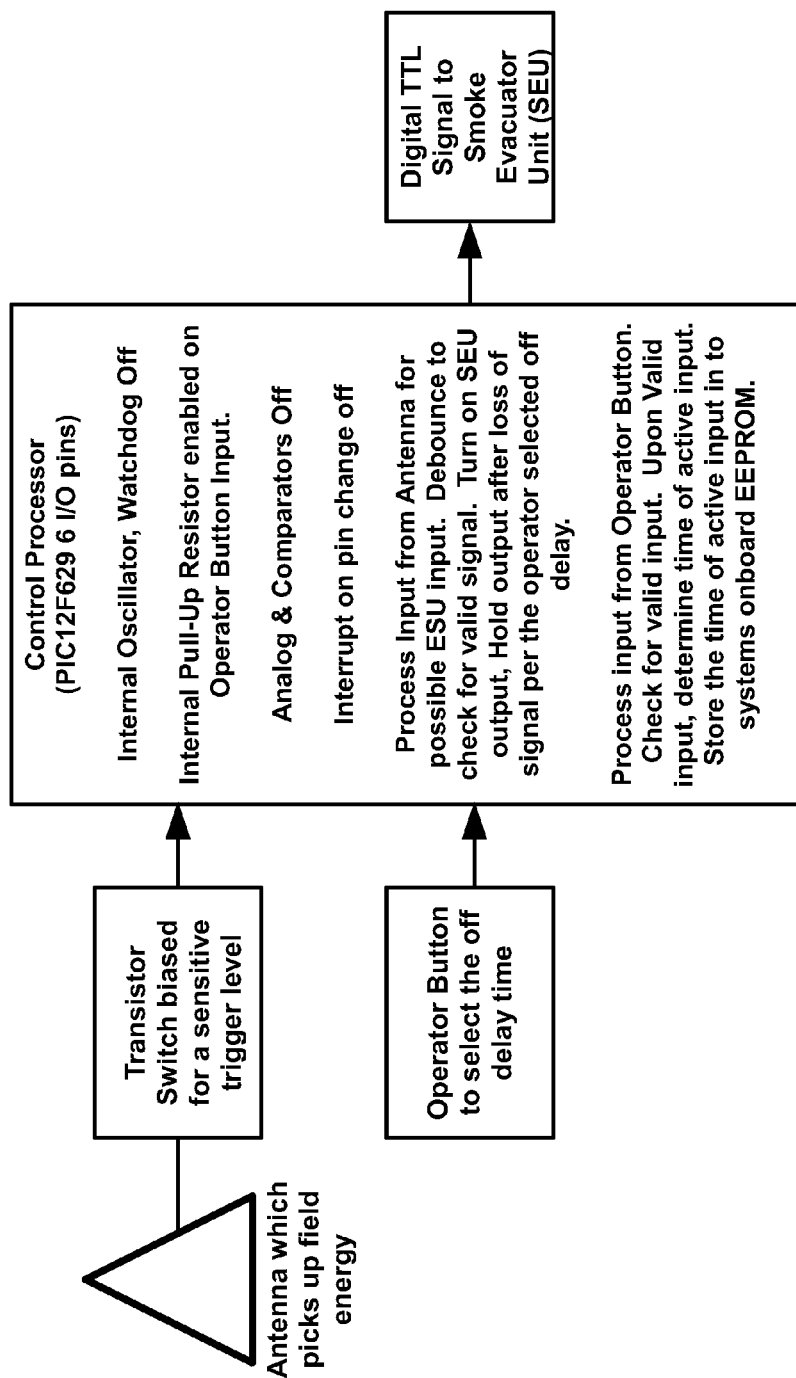 Antenna which
picks up field
energy
Transistor
Switch biased
for a sensitive
trigger level
Operator Button
to select the off
delay time
Control Processor
(PIC12F629 6 I/O pins)
Internal Oscillator, Watchdog Off
Internal Pull-Up Resistor enabled on
Operator Button Input.
Analog & Comparators Off
Interrupt on pin change off
Process Input from Antenna for
possible ESU input.  Debounce to
check for valid signal.  Turn on SEU
output, Hold output after loss of
signal per the operator selected off
delay.
Process input from Operator Button.
Check for valid input.  Upon Valid
input, determine time of active input.
Store the time of active input in to
systems onboard EEPROM.
Digital TTL
Signal to
Smoke
Evacuator
Unit (SEU)